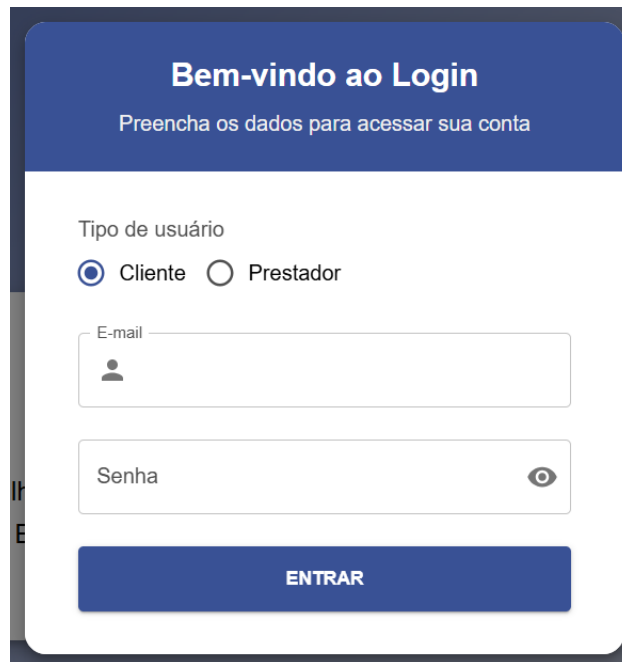 Bem-vindo ao Login
Preencha os dados para acessar sua conta
Tipo de usuário
Cliente Prestador
E-mail
Senha
ENTRAR